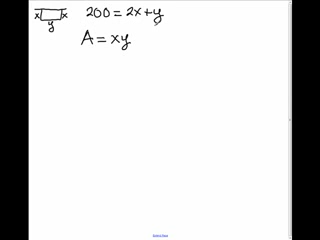 x x 200 = 2x + y
y
A = xy